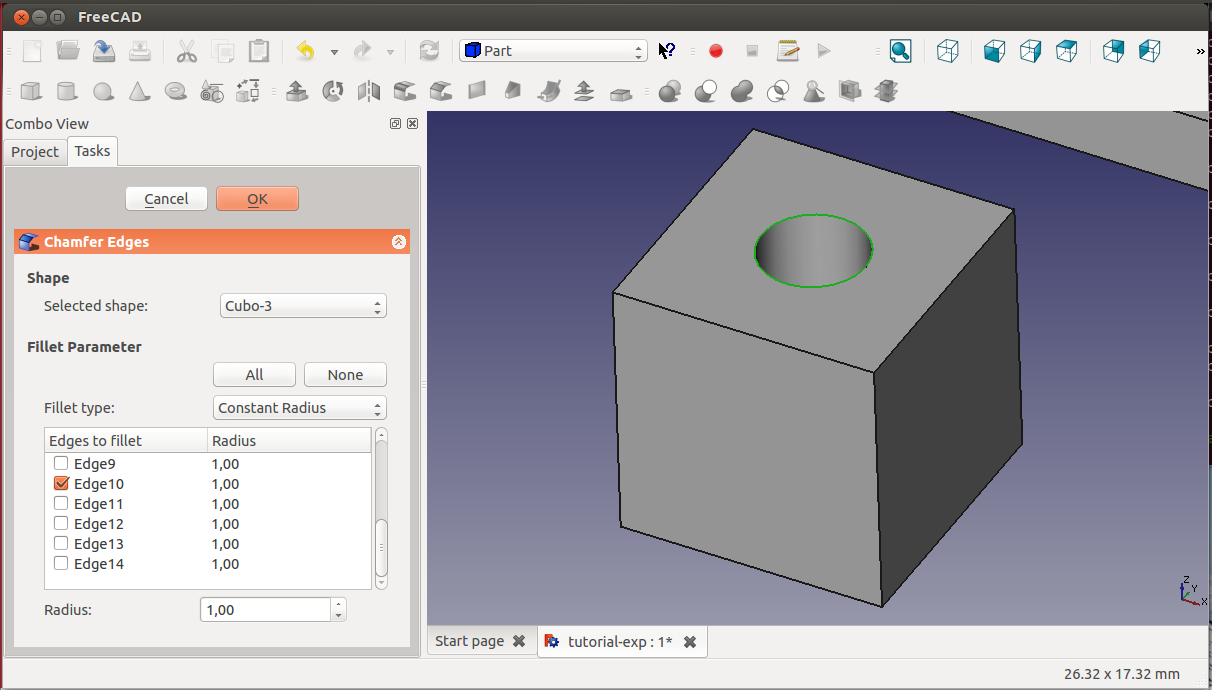 FreeCAD
Part
»
Combo View
Project
Tasks
Cancel
OK
Chamfer Edges
Shape
Selected shape:
Cubo-3
Fillet Parameter
All
None
Fillet type:
Constant Radius
Edges to fillet
Radius
Edge9
1,00
Edge10
1,00
Edge11
1,00
Edge12
1,00
Edge13
1,00
Edge14
1,00
Radius:
1,00
Z
Y
X
Start page
tutorial-exp : 1*
26.32 x 17.32 mm